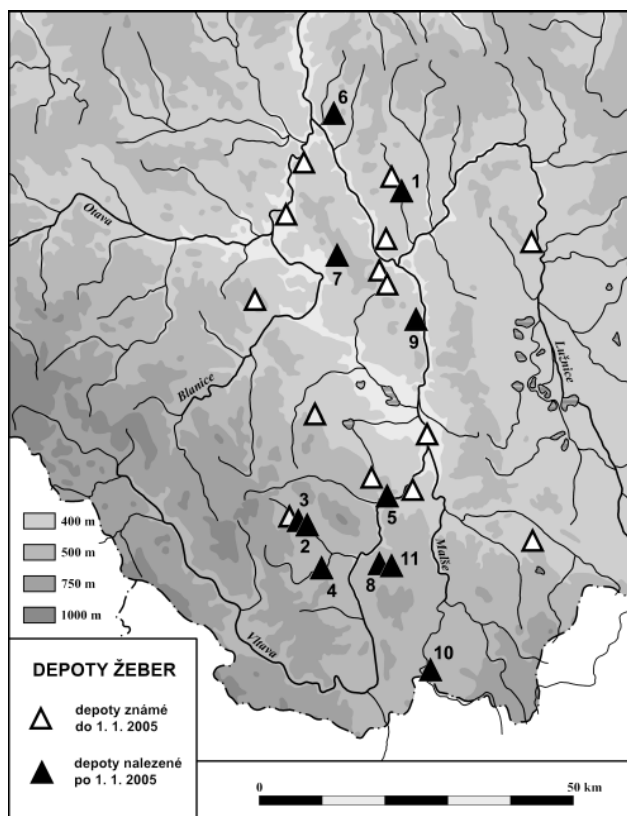 6
1
Otava
7
9
Lužnice
Blanice
3
5
2
11
8
4
Malše
400 m
500 m
750 m
1000 m
Vltava
10
DEPOTY ŽEBER
depoty známé
do 1. 1. 2005
depoty nalezené
po 1. 1. 2005
0
50 km